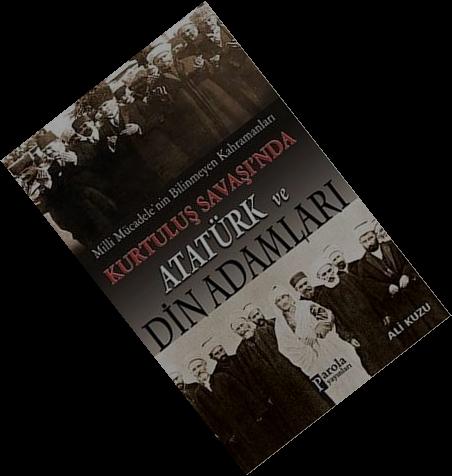 Milli Mücadele'nin Bilinmeyen Kahramanları
KURTULUŞ SAVAŞI'NDA
ATATÜRK ve
DİN ADAMLARI
Parola
yayınları
ALİ KUZU